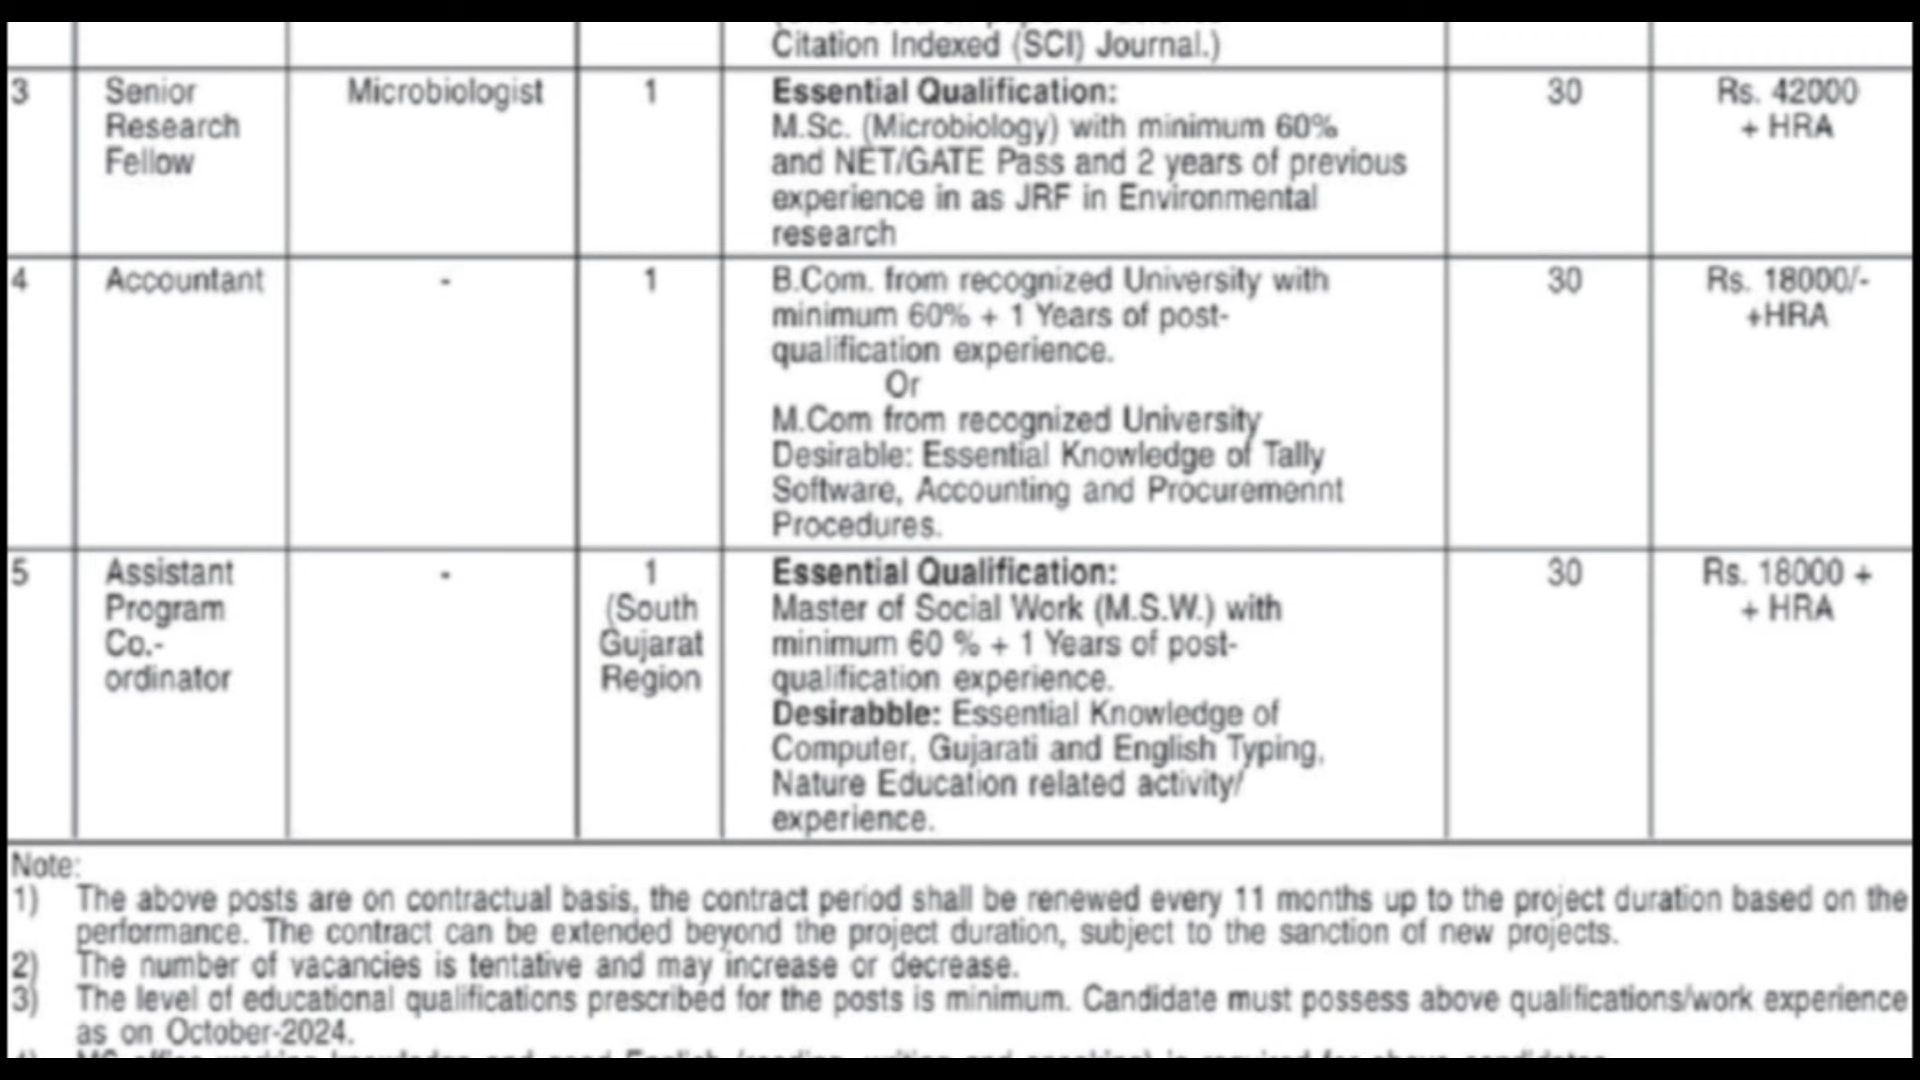 Citation Indexed (SCI) Journal.)
3 Senior Research Fellow Microbiologist 1 Essential Qualification: 30 Rs. 42000 + HRA
M.Sc. (Microbiology) with minimum 60%
and NET/GATE Pass and 2 years of previous
experience in as JRF in Environmental
research
4 Accountant - 1 B.Com. from recognized University with 30 Rs. 18000/- +HRA
minimum 60% + 1 Years of post-
qualification experience.
Or
M.Com from recognized University
Desirable: Essential Knowledge of Tally
Software, Accounting and Procuremennt
Procedures.
5 Assistant Program Co.- ordinator - 1 (South Gujarat Region Essential Qualification: 30 Rs. 18000 + + HRA
Master of Social Work (M.S.W.) with
minimum 60 % + 1 Years of post-
qualification experience.
Desirabble: Essential Knowledge of
Computer, Gujarati and English Typing,
Nature Education related activity/
experience.
Note:
1) The above posts are on contractual basis, the contract period shall be renewed every 11 months up to the project duration based on the
performance. The contract can be extended beyond the project duration, subject to the sanction of new projects.
2) The number of vacancies is tentative and may increase or decrease.
3) The level of educational qualifications prescribed for the posts is minimum. Candidate must possess above qualifications/work experience
as on October-2024.